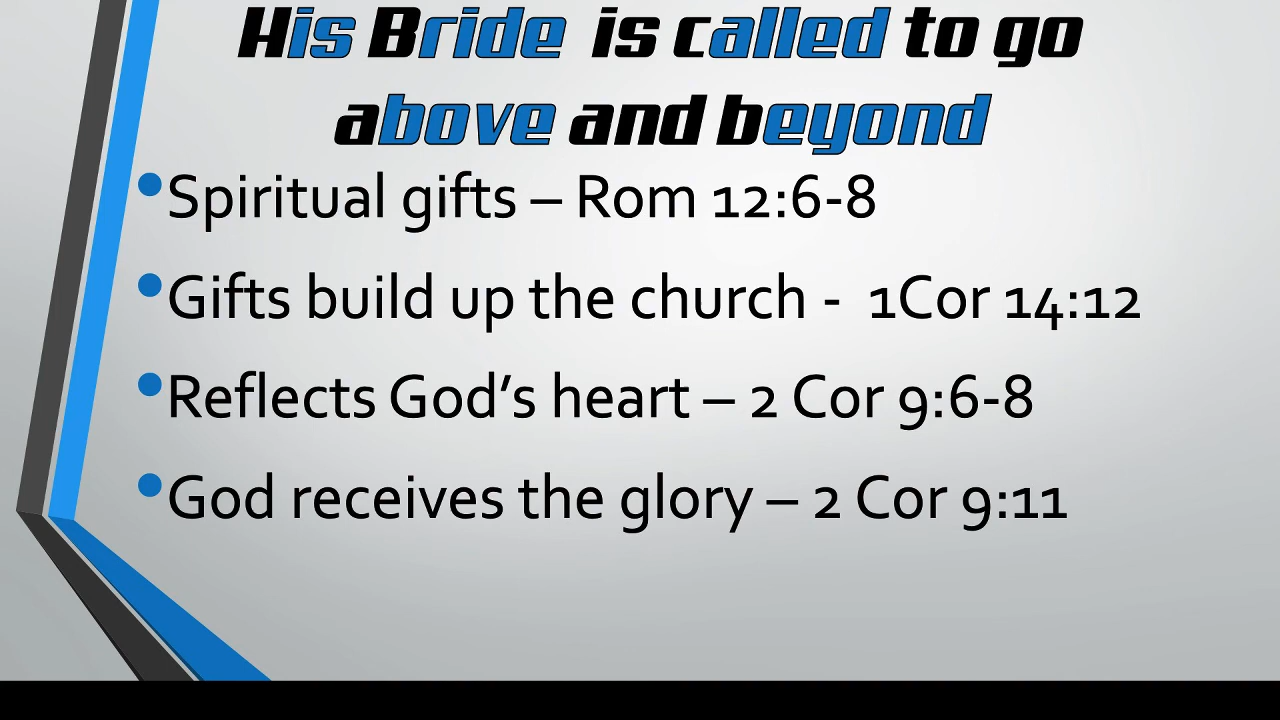 His Bride is called to go
above and beyond
•Spiritual gifts – Rom 12:6-8
•Gifts build up the church - 1Cor 14:12
•Reflects God’s heart – 2 Cor 9:6-8
•God receives the glory – 2 Cor 9:11